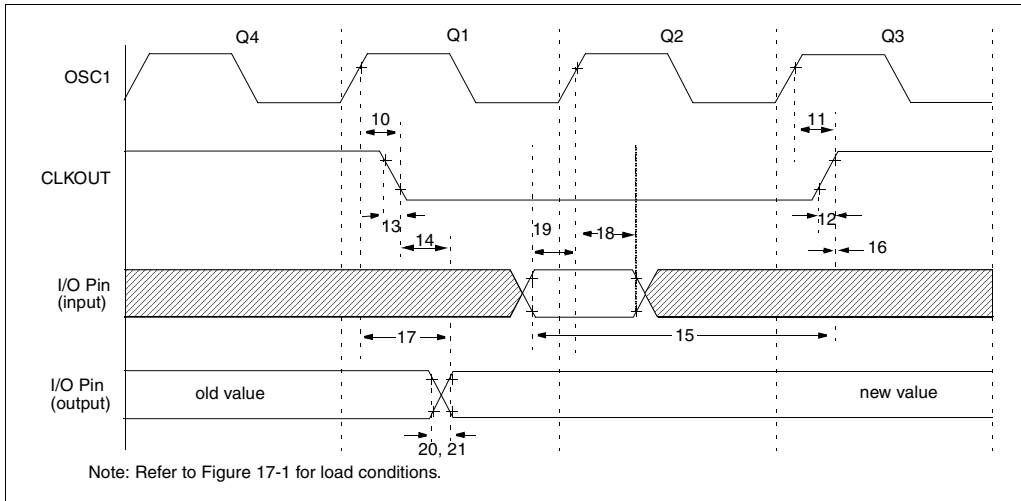 Q4 Q1 Q2 Q3
OSC1
10 11
CLKOUT
13 12
14 19 18 16
I/O Pin
(input)
17 15
I/O Pin
(output)
old value new value
20, 21
Note: Refer to Figure 17-1 for load conditions.